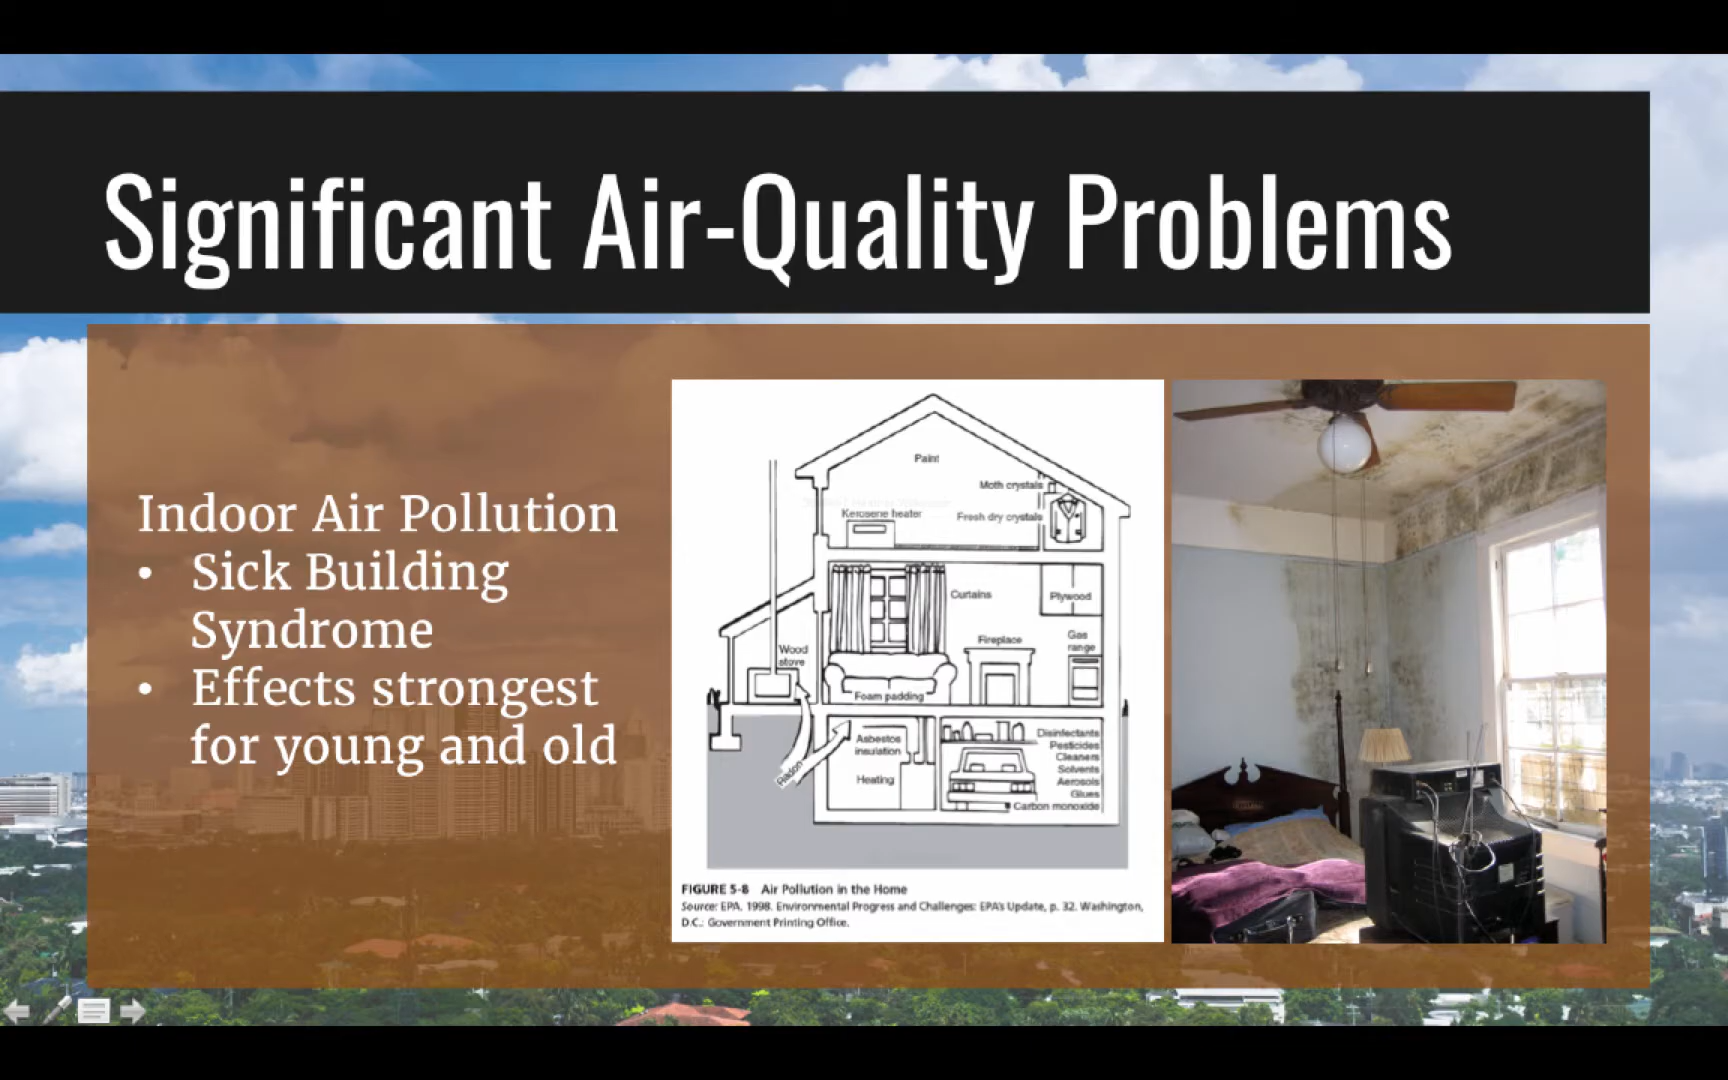 Significant Air-Quality Problems
Indoor Air Pollution
• Sick Building
Syndrome
• Effects strongest
for young and old
Paint
Moth crystals
Kerosene heater
Fresh dry crystals
Curtains
Plywood
Wood
stove
Fireplace
Gas
range
Foam padding
Radon
Asbestos
insulation
Heating
Disinfectants
Pesticides
Cleaners
Solvents
Aerosols
Glues
Carbon monoxide
FIGURE 5-8 Air Pollution in the Home
Source: EPA. 1998. Environmental Progress and Challenges: EPA's Update, p. 32. Washington,
D.C.: Government Printing Office.